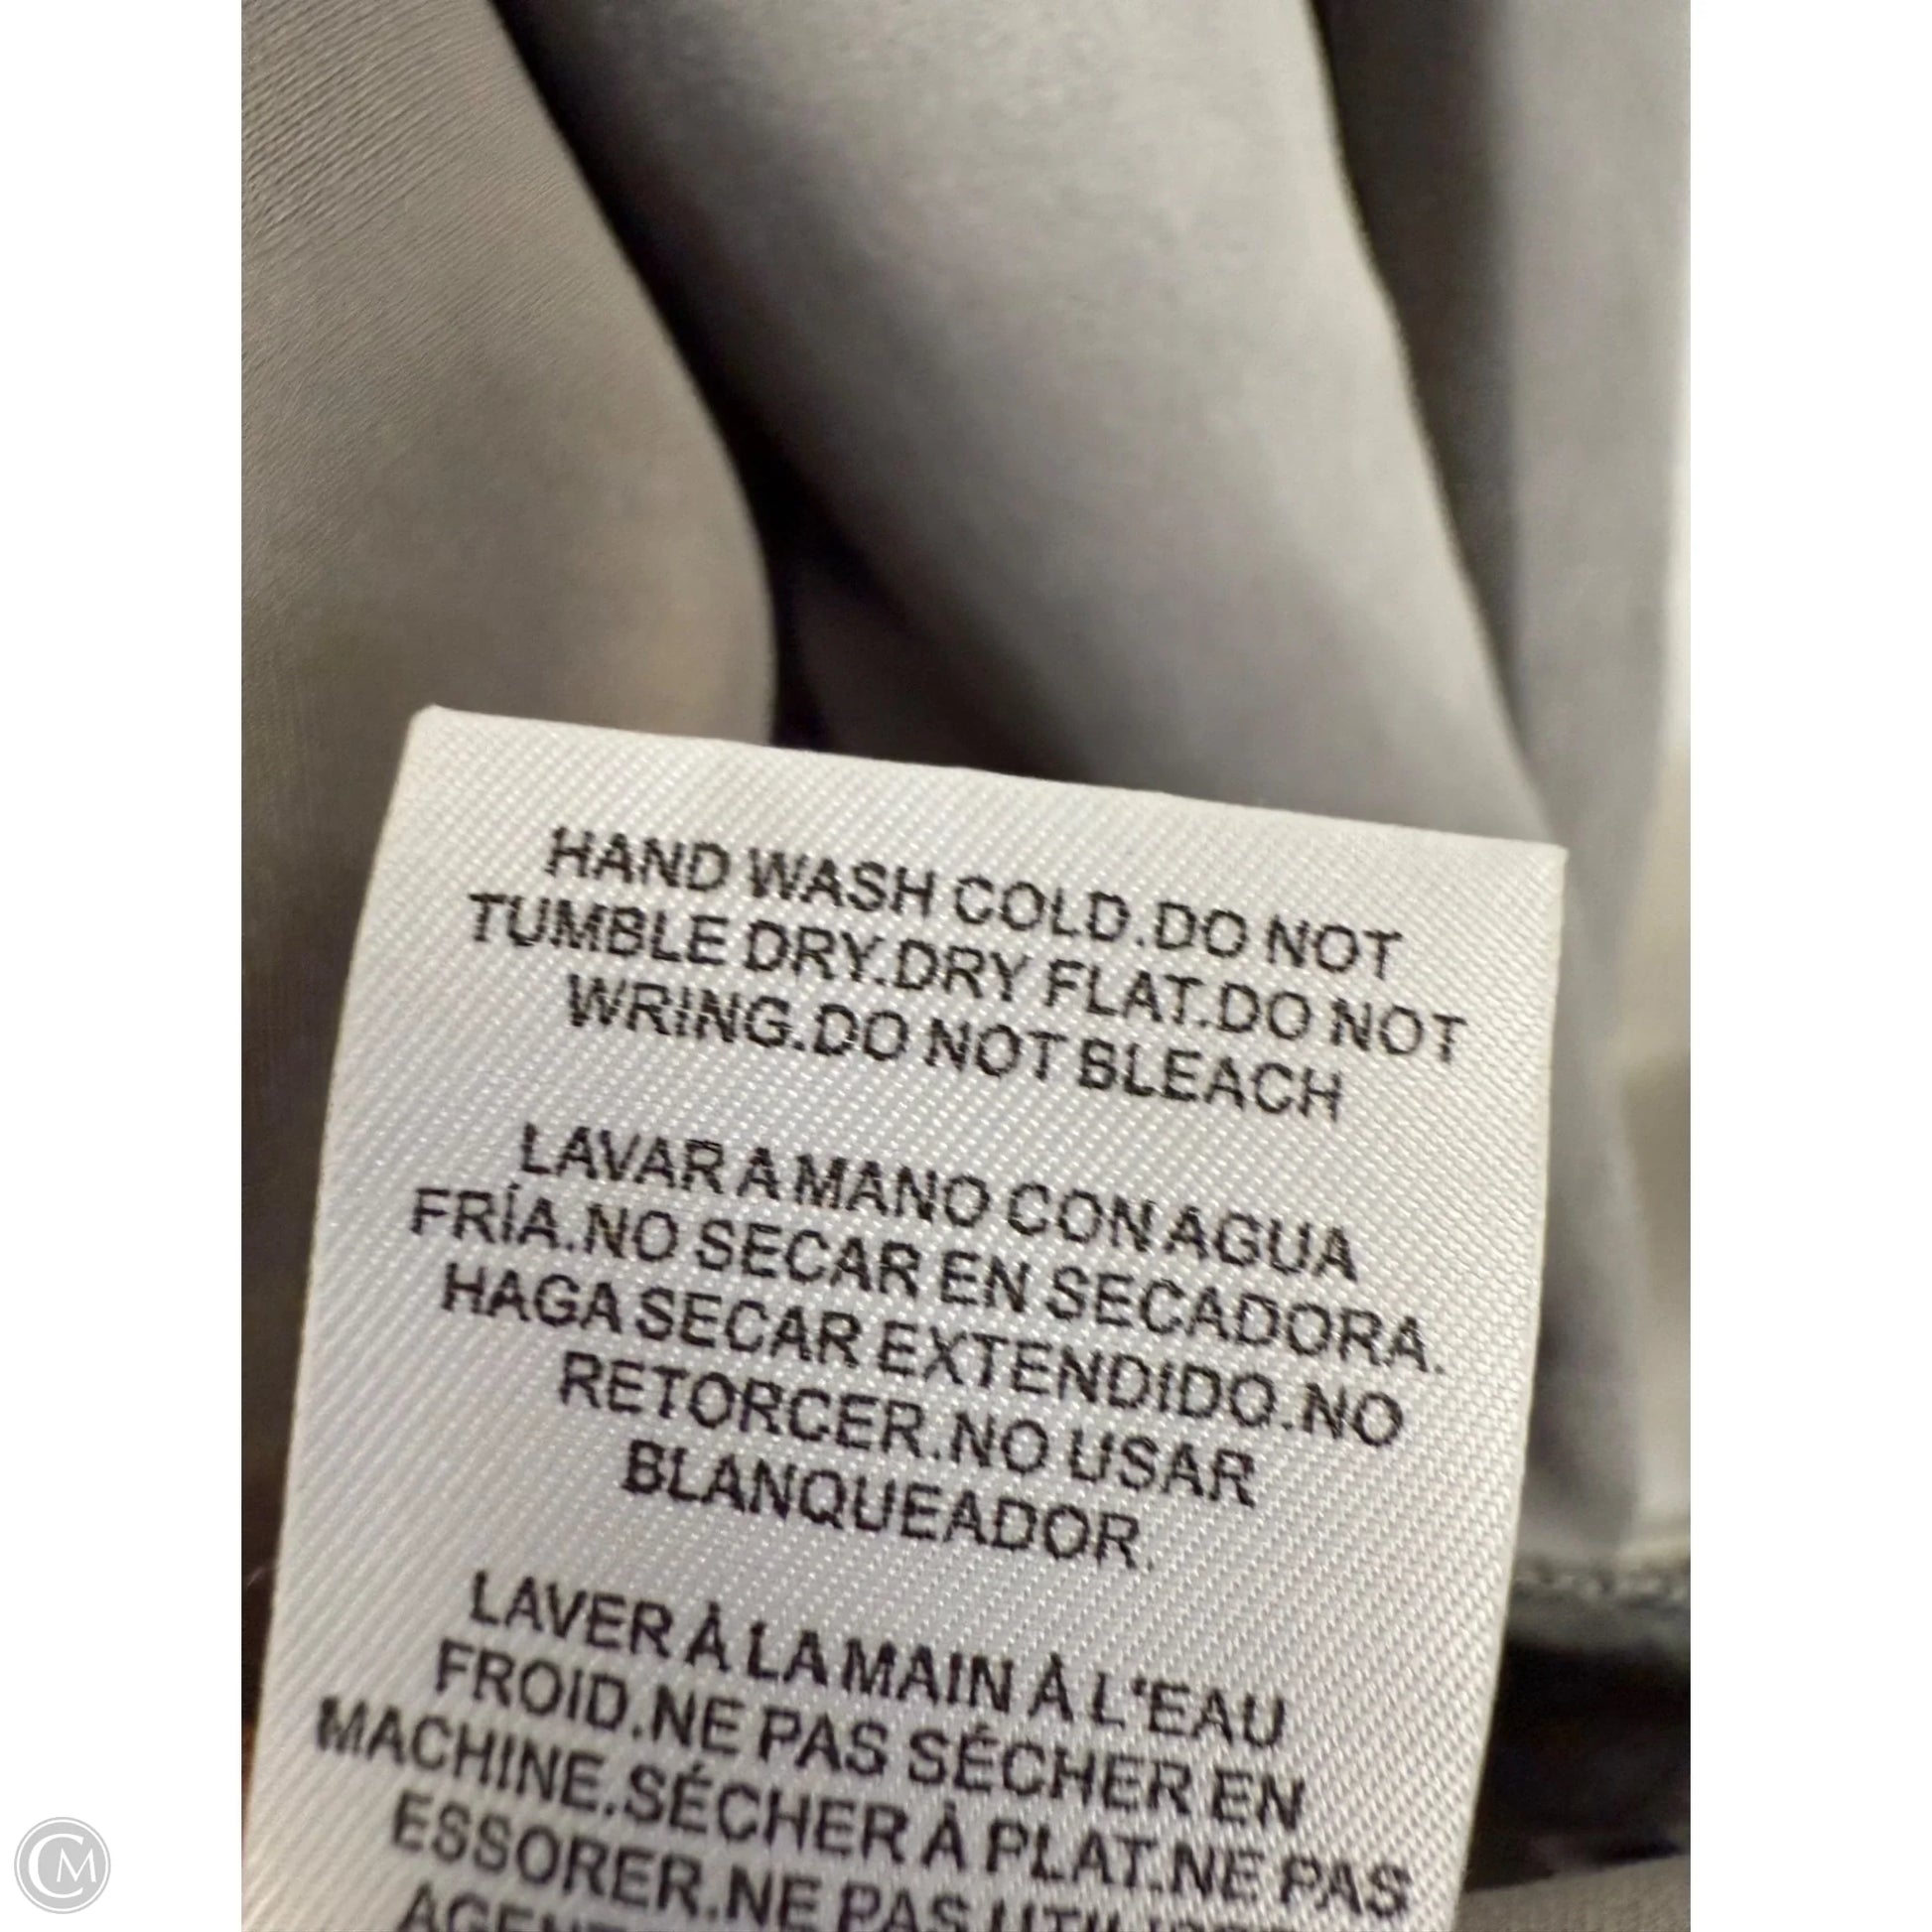 HAND WASH COLD.DO NOT
TUMBLE DRY.DRY FLAT.DO NOT
WRING.DO NOT BLEACH
LAVAR A MANO CON AGUA
FRÍA.NO SECAR EN SECADORA.
HAGA SECAR EXTENDIDO.NO
RETORCER.NO USAR
BLANQUEADOR.
LAVER À LA MAIN À L'EAU
FROID.NE PAS SÉCHER EN
MACHINE.SÉCHER À PLAT.NE PAS
ESSORER.NE PAS
CM